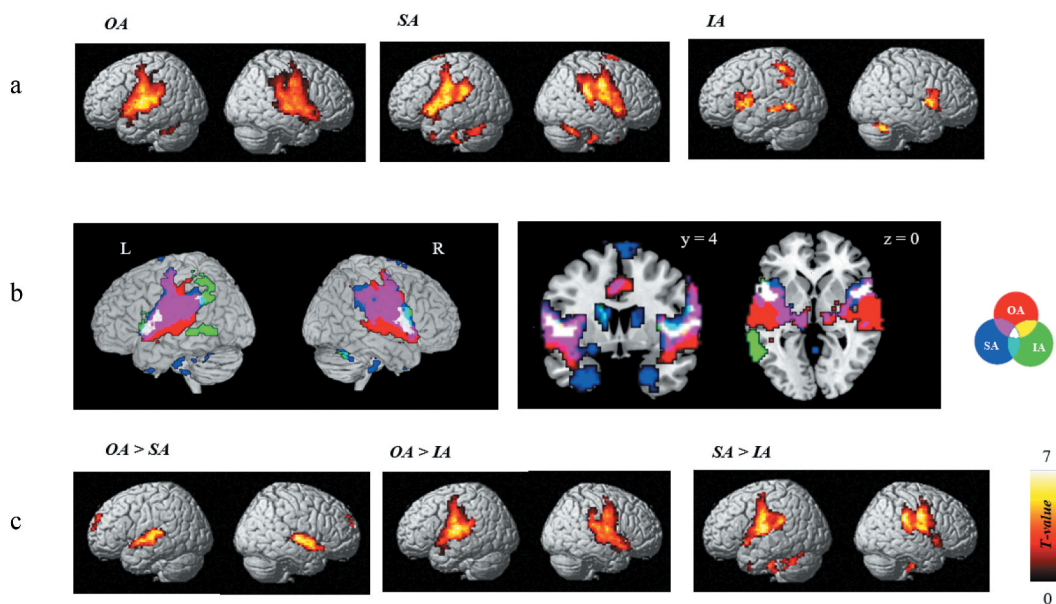 OA
SA
IA
a
b
L
R
y = 4
z = 0
OA
SA
IA
OA > SA
OA > IA
SA > IA
c
7
T-value
0